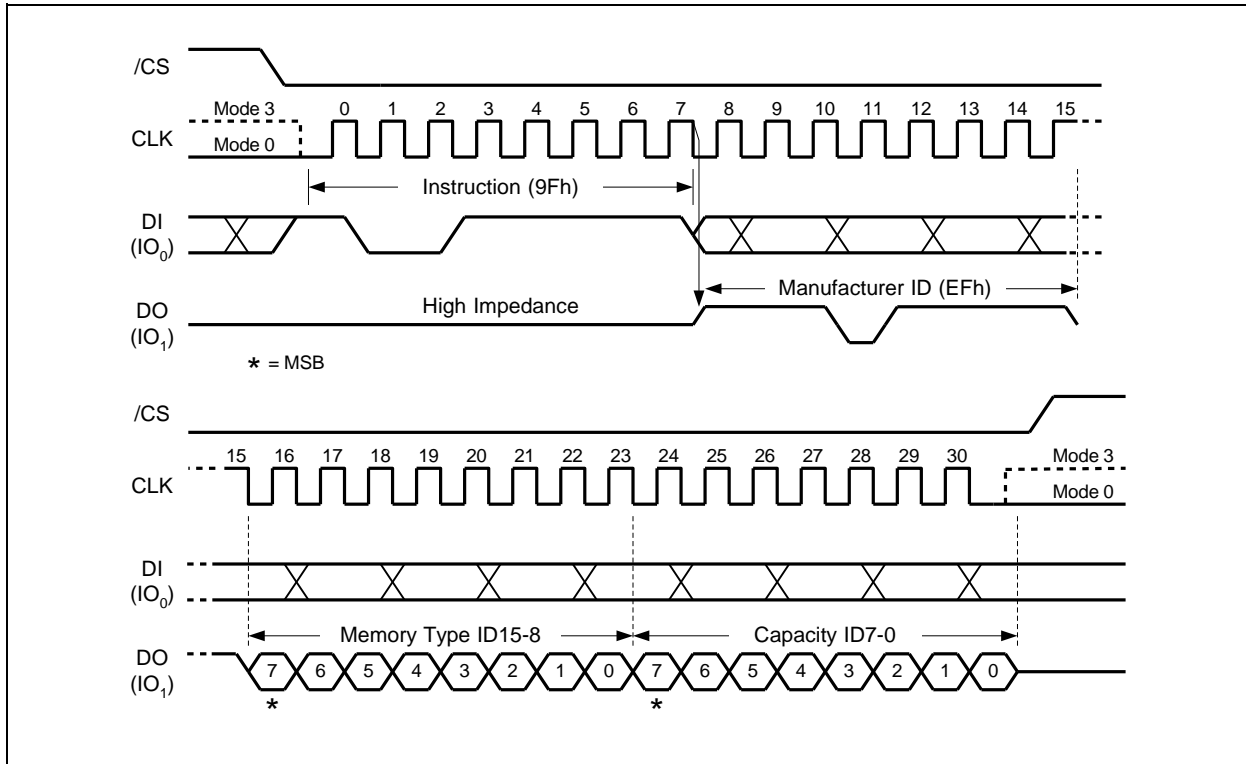 /CS
Mode 3
0 1 2 3 4 5 6 7 8 9 10 11 12 13 14 15
CLK
Mode 0
Instruction (9Fh)
DI
(IO0)
Manufacturer ID (EFh)
High Impedance
DO
(IO1)
* = MSB
/CS
15 16 17 18 19 20 21 22 23 24 25 26 27 28 29 30
Mode 3
CLK
Mode 0
DI
(IO0)
Memory Type ID15-8 Capacity ID7-0
DO
(IO1)
7 6 5 4 3 2 1 0 7 6 5 4 3 2 1 0
* *